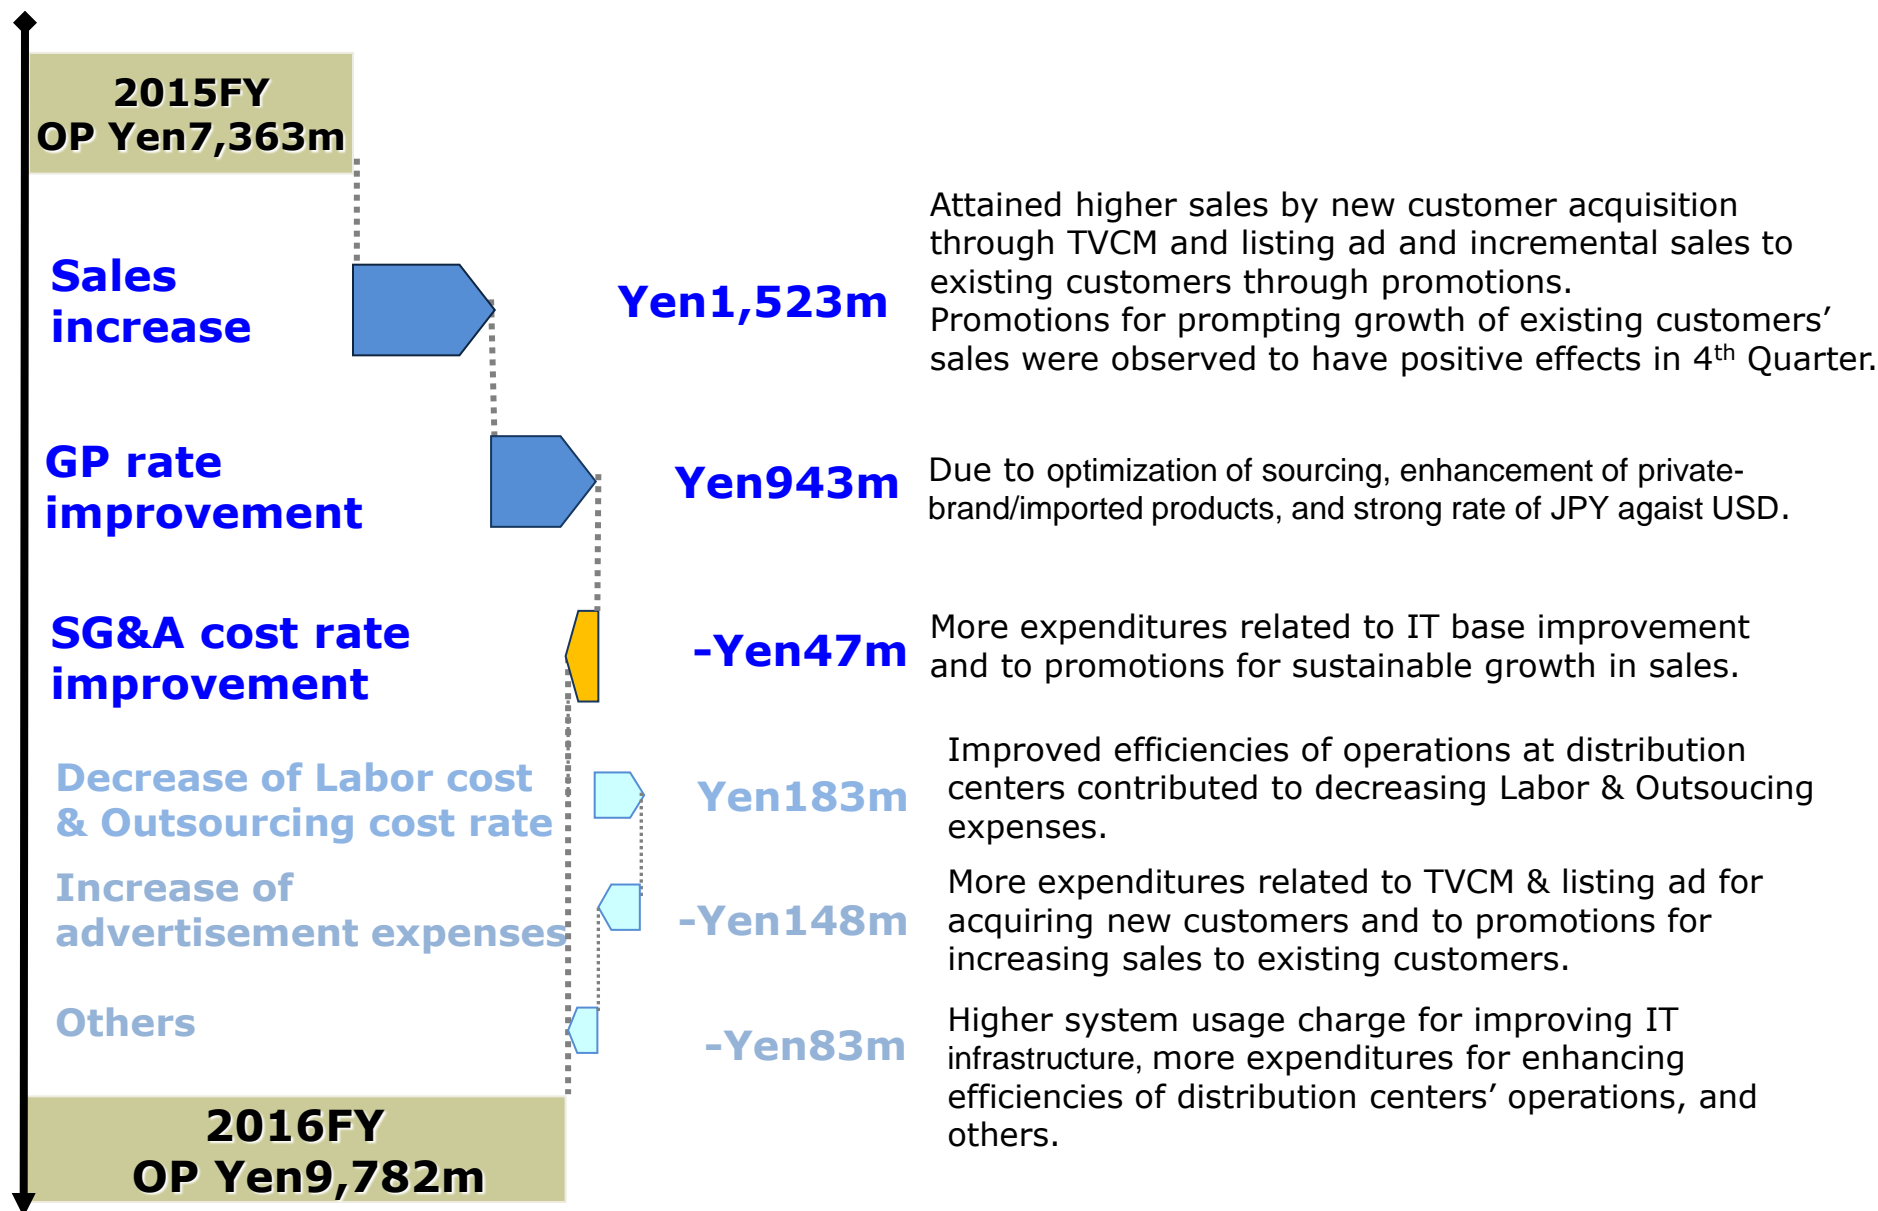 2015FY
OP Yen7,363m
Sales
increase
Yen1,523m
Attained higher sales by new customer acquisition
through TVCM and listing ad and incremental sales to
existing customers through promotions.
Promotions for prompting growth of existing customers’
sales were observed to have positive effects in 4th Quarter.
GP rate
improvement
Yen943m
Due to optimization of sourcing, enhancement of private-
brand/imported products, and strong rate of JPY agaist USD.
SG&A cost rate
improvement
-Yen47m
More expenditures related to IT base improvement
and to promotions for sustainable growth in sales.
Decrease of Labor cost
& Outsourcing cost rate
Yen183m
Improved efficiencies of operations at distribution
centers contributed to decreasing Labor & Outsoucing
expenses.
Increase of
advertisement expenses
-Yen148m
More expenditures related to TVCM & listing ad for
acquiring new customers and to promotions for
increasing sales to existing customers.
Others
-Yen83m
Higher system usage charge for improving IT
infrastructure, more expenditures for enhancing
efficiencies of distribution centers’ operations, and
others.
2016FY
OP Yen9,782m